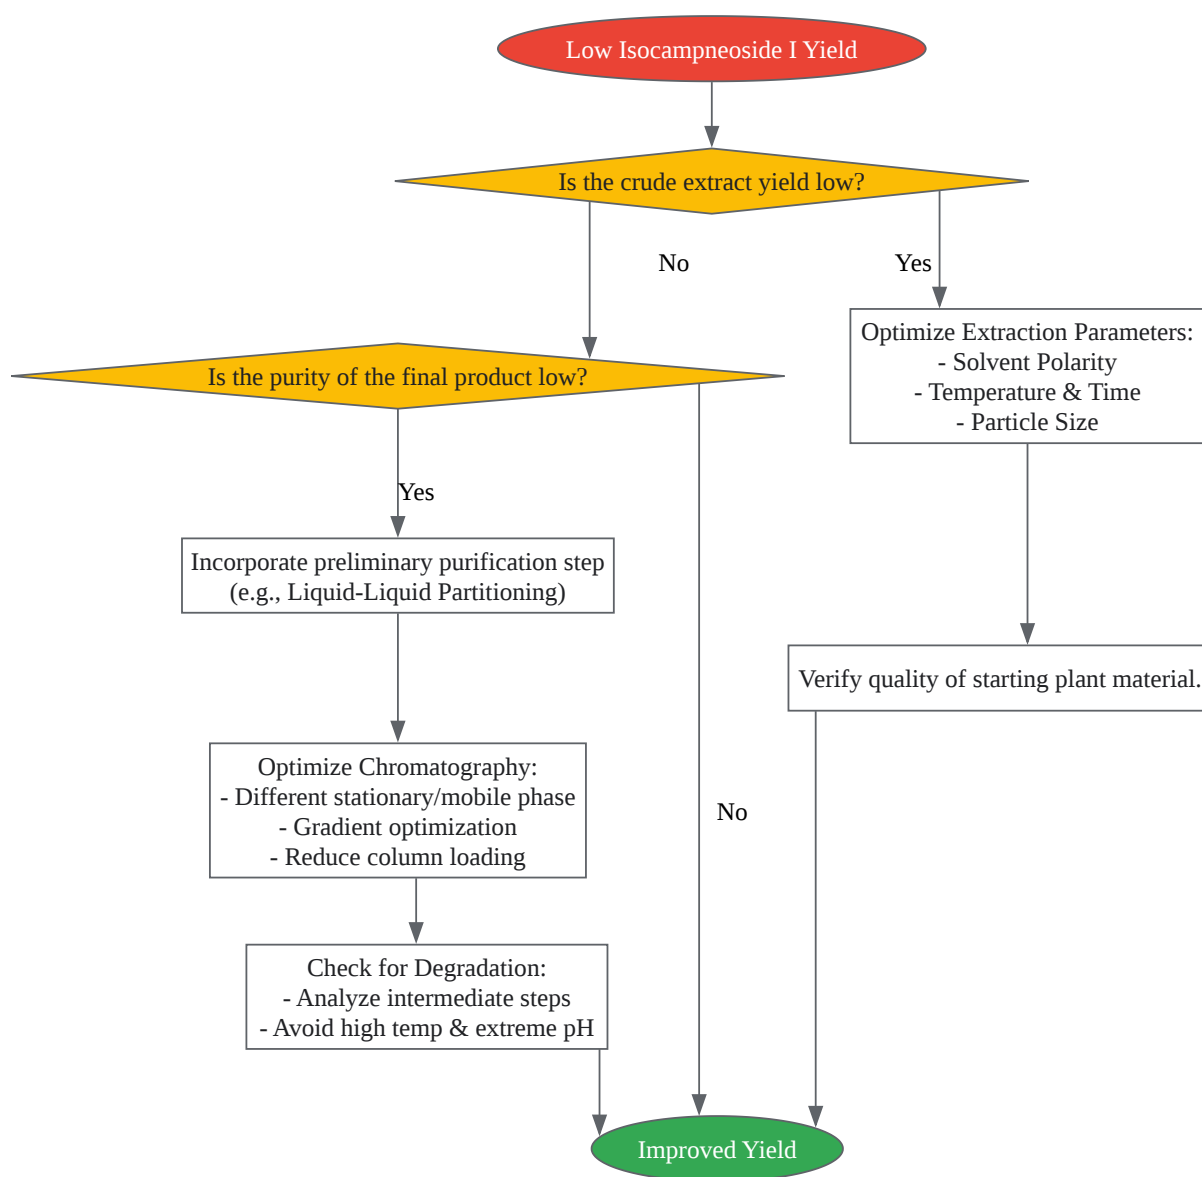 Low Isocampneoside I Yield
Is the crude extract yield low?
No
Yes
Optimize Extraction Parameters:
- Solvent Polarity
- Temperature & Time
- Particle Size
Is the purity of the final product low?
Yes
Incorporate preliminary purification step
(e.g., Liquid-Liquid Partitioning)
Verify quality of starting plant material.
Optimize Chromatography:
- Different stationary/mobile phase
- Gradient optimization
- Reduce column loading
No
Check for Degradation:
- Analyze intermediate steps
- Avoid high temp & extreme pH
Improved Yield